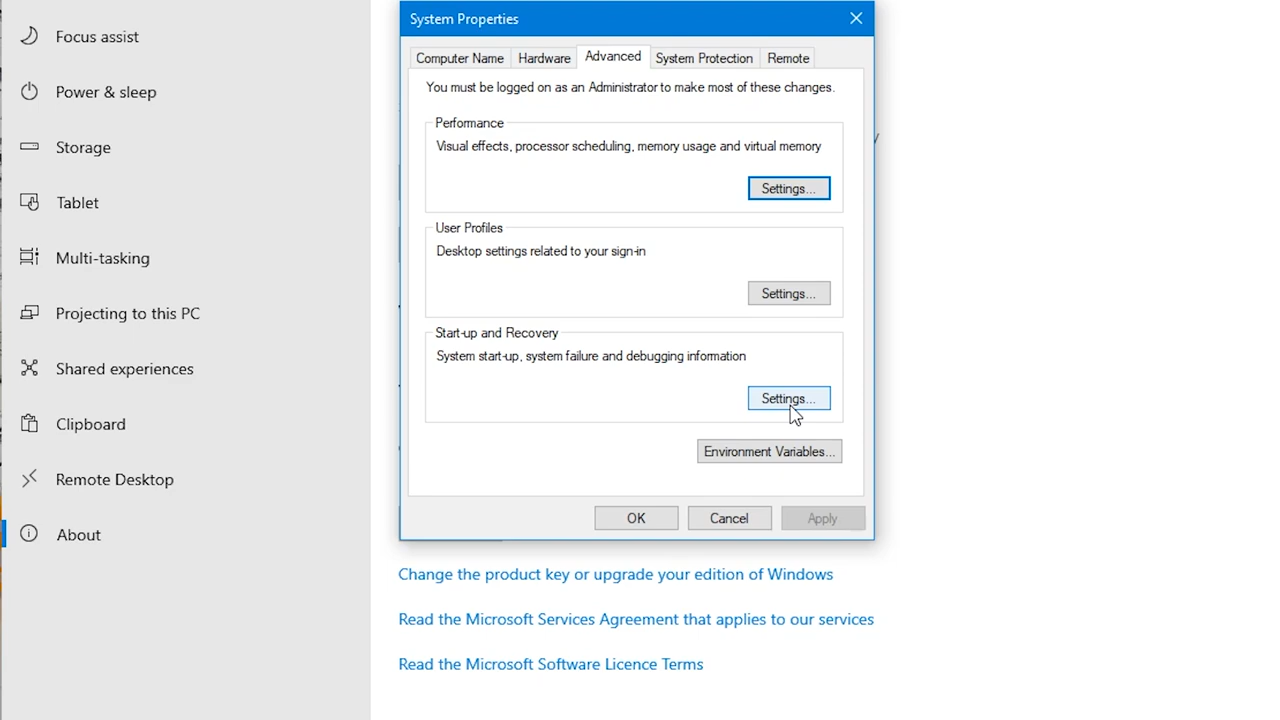 Focus assist
Power & sleep
Storage
Tablet
Multi-tasking
Projecting to this PC
Shared experiences
Clipboard
Remote Desktop
About
System Properties
Computer Name
Hardware
Advanced
System Protection
Remote
You must be logged on as an Administrator to make most of these changes.
Performance
Visual effects, processor scheduling, memory usage and virtual memory
Settings...
User Profiles
Desktop settings related to your sign-in
Settings...
Start-up and Recovery
System start-up, system failure and debugging information
Settings...
Environment Variables...
OK
Cancel
Apply
Change the product key or upgrade your edition of Windows
Read the Microsoft Services Agreement that applies to our services
Read the Microsoft Software Licence Terms